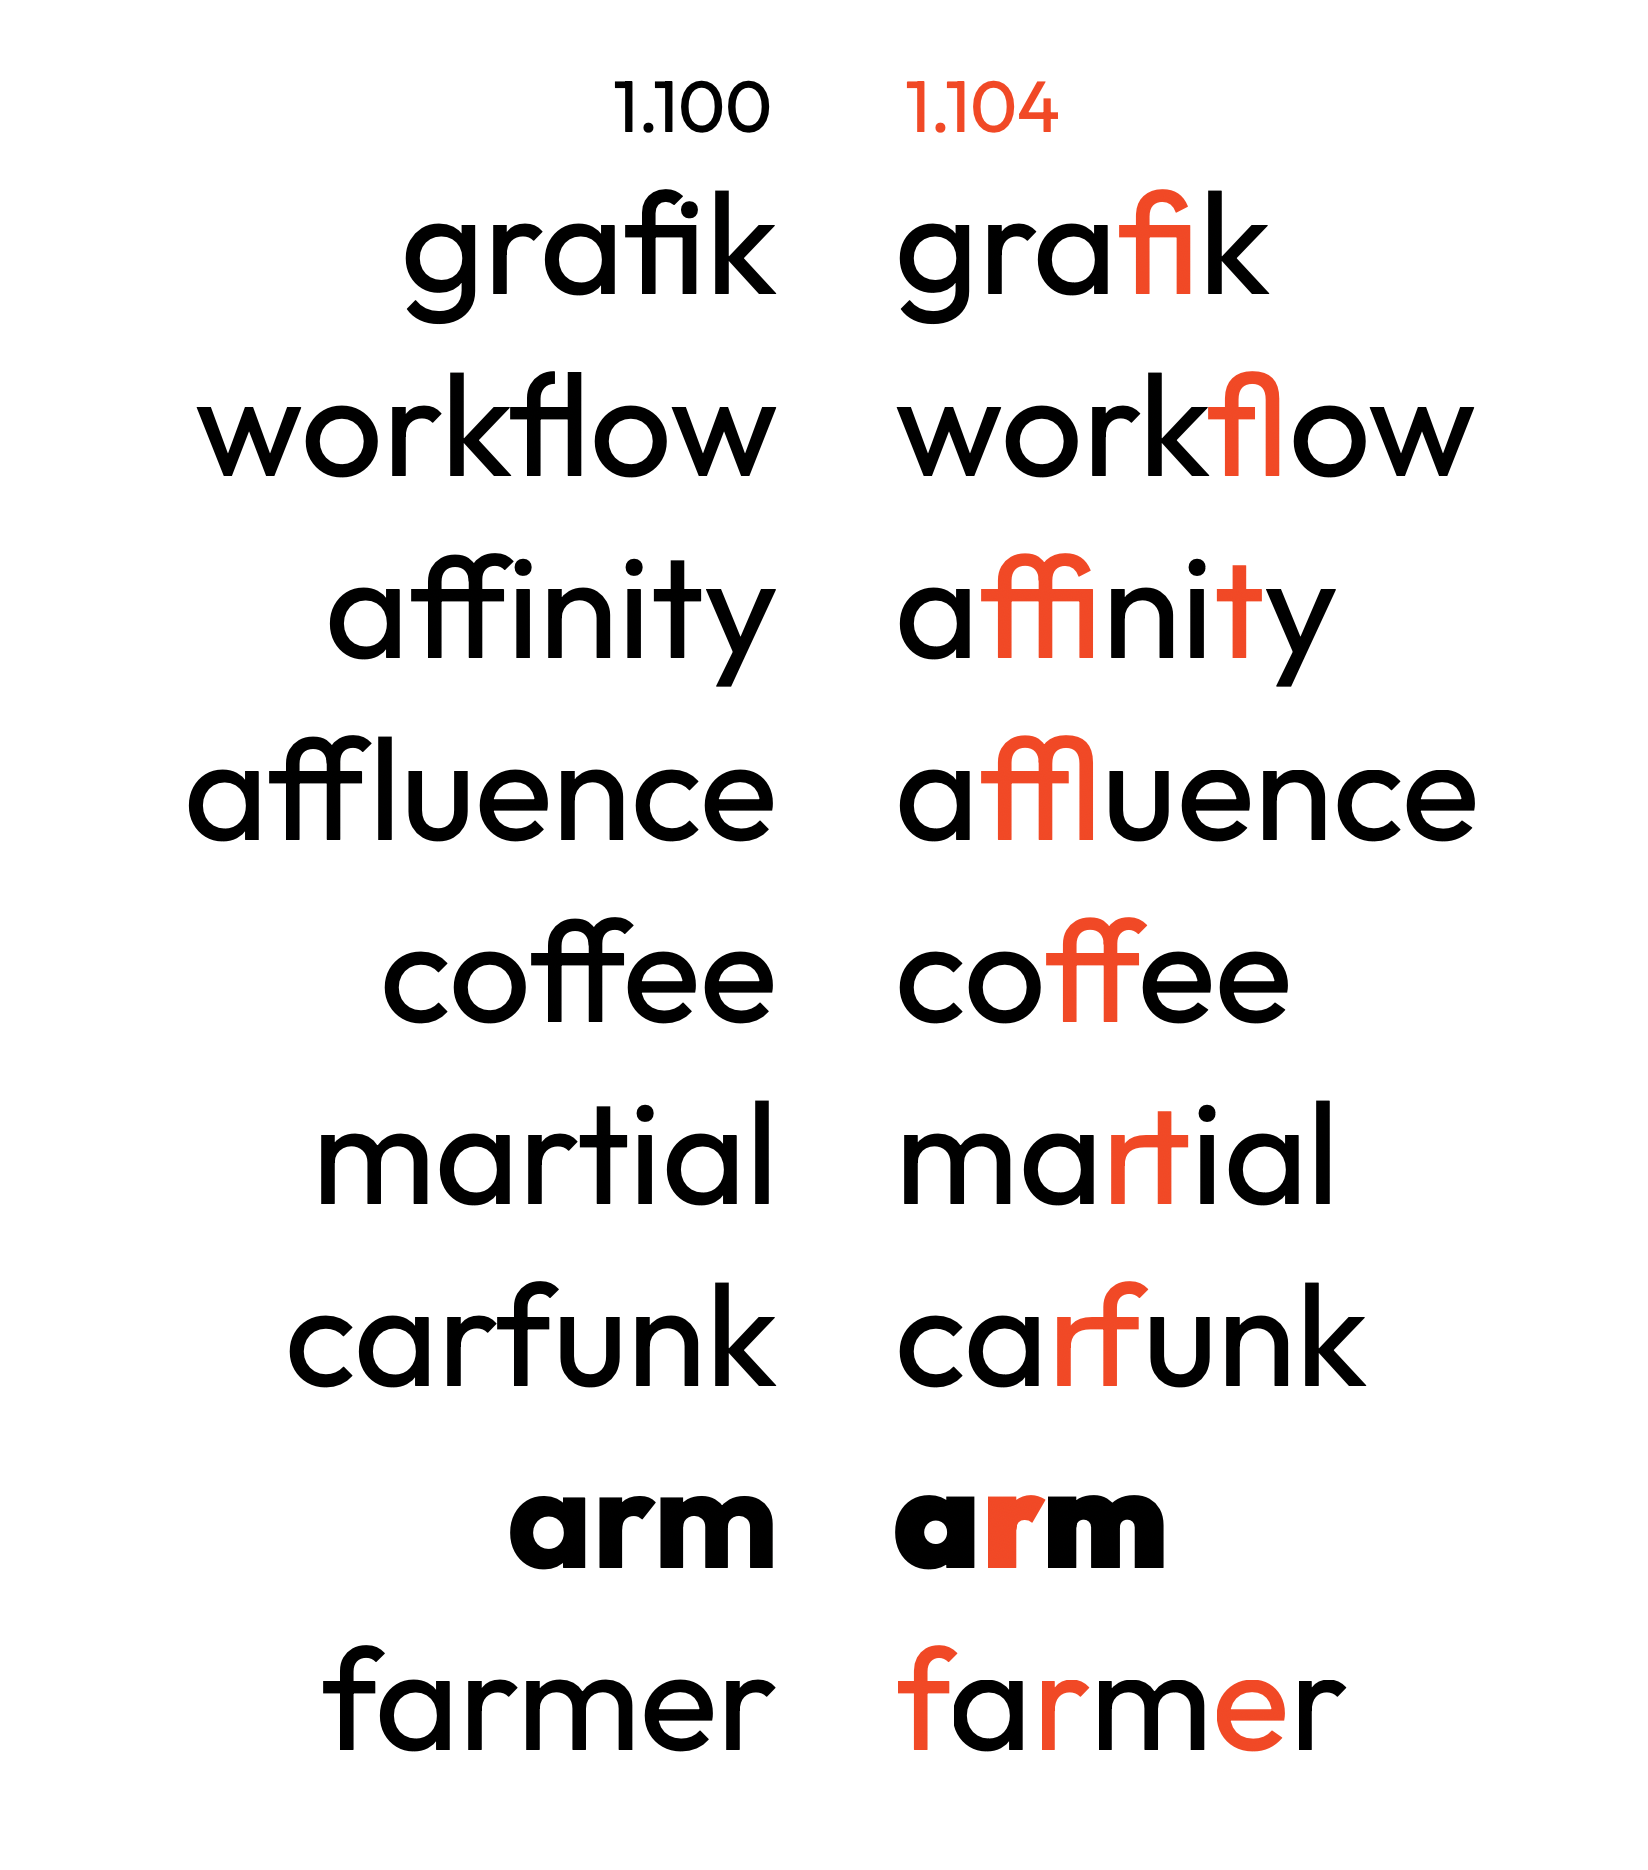 1.100 1.104
grafik grafik
workflow workflow
affinity affinity
affluence affluence
coffee coffee
martial martial
carfunk carfunk
arm arm
farmer farmer